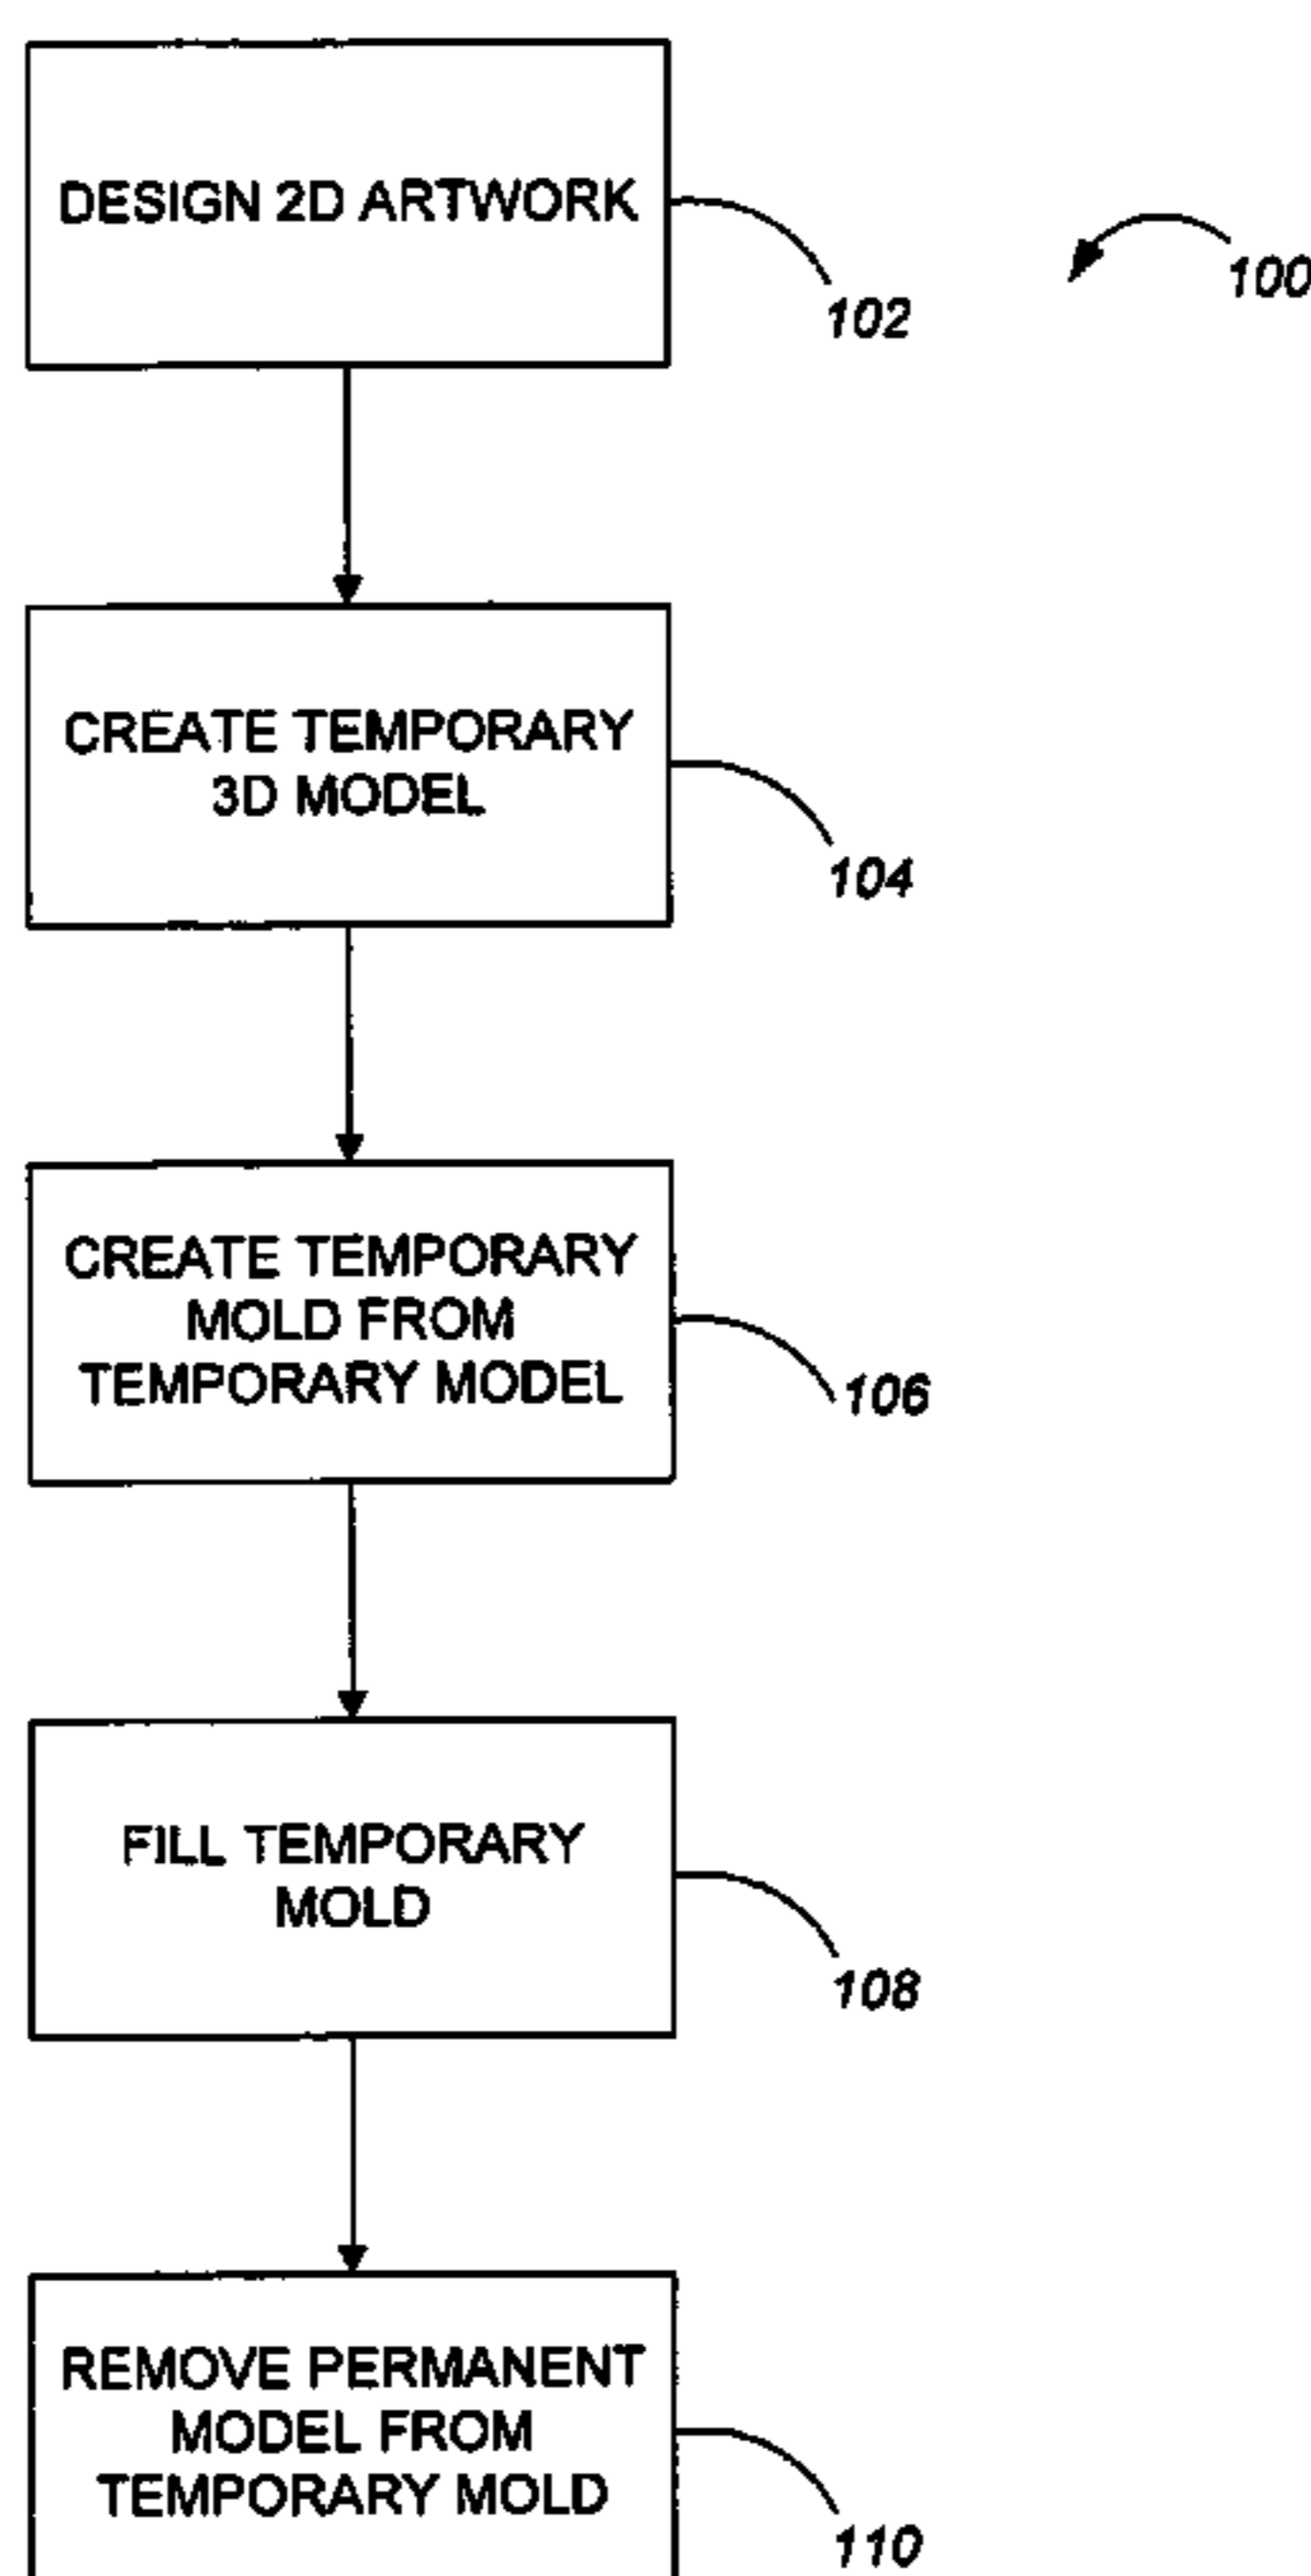 DESIGN 2D ARTWORK
102
100
CREATE TEMPORARY
3D MODEL
104
CREATE TEMPORARY
MOLD FROM
TEMPORARY MODEL
106
FILL TEMPORARY
MOLD
108
REMOVE PERMANENT
MODEL FROM
TEMPORARY MOLD
110